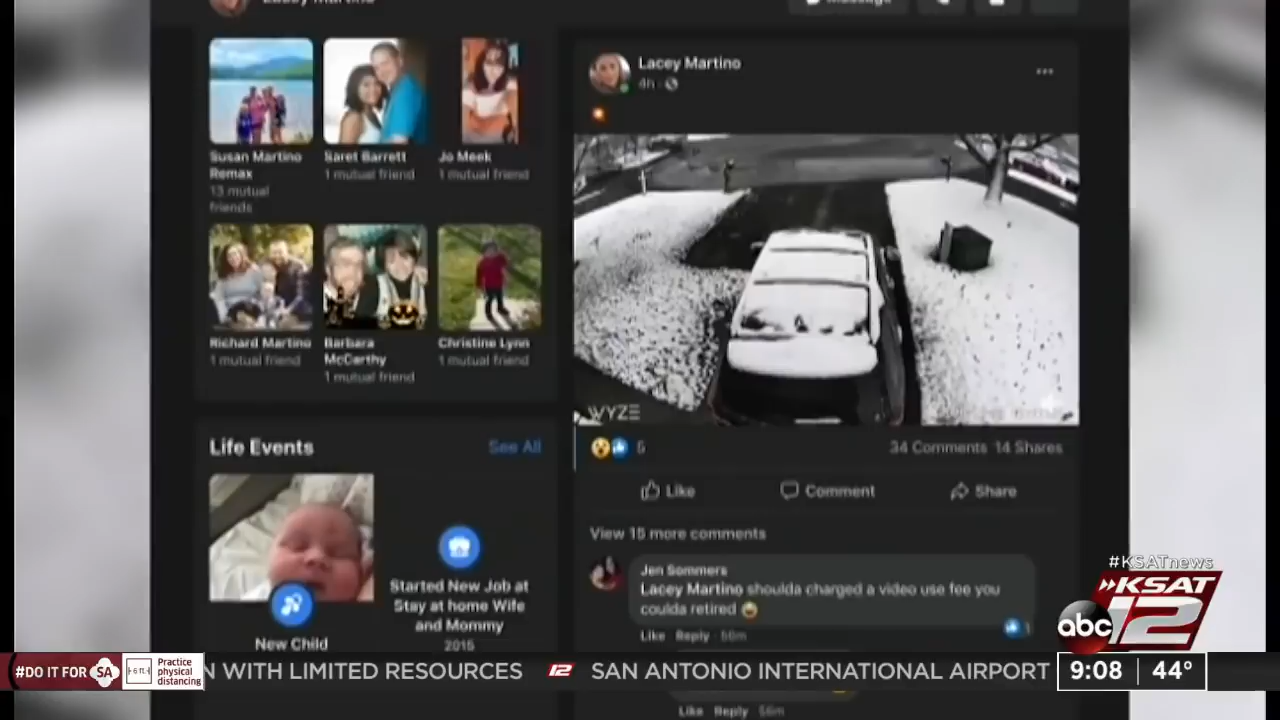 Lacey Martino
Message
Susan Martino
Remax
13 mutual
friends
Garet Barrett
1 mutual friend
Jo Meek
1 mutual friend
Richard Martino
1 mutual friend
Barbara
McCarthy
1 mutual friend
Christine Lynn
1 mutual friend
Life Events
See All
New Child
Started New Job at
Stay at home Wife
and Mommy
2015
Lacey Martino
4h
WYZE
5
34 Comments 14 Shares
Like
Comment
Share
View 15 more comments
Jen Sommers
Lacey Martino shoulda charged a video use fee you
coulda retired
1
Like Reply 56m
Like Reply 56m
#KSATnews
KSAT
abc 12
#DO IT FOR SA
6 ft
Practice
physical
distancing
N WITH LIMITED RESOURCES 12 SAN ANTONIO INTERNATIONAL AIRPORT
9:08 44°